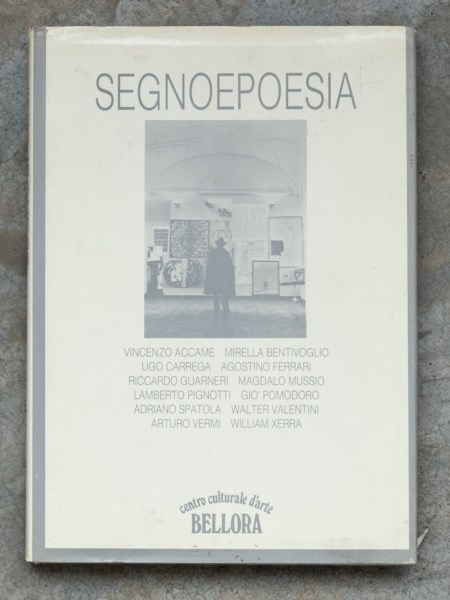 SEGNOEPOESIA
VINCENZO ACCAME MIRELLA BENTIVOGLIO
UGO CARREGA AGOSTINO FERRARI
RICCARDO GUARNERI MAGDALO MUSSIO
LAMBERTO PIGNOTTI GIO' POMODORO
ADRIANO SPATOLA WALTER VALENTINI
ARTURO VERMI WILLIAM XERRA
centro culturale d'arte
BELLORA